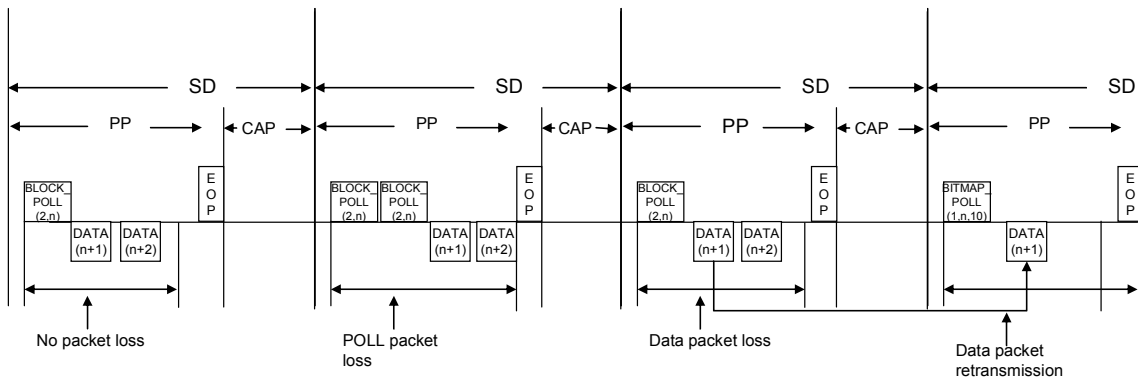 SD SD SD SD
PP CAP PP CAP PP CAP PP
BLOCK_
POLL
(2,n)
E
O
P
BLOCK_
POLL
(2,n)
BLOCK_
POLL
(2,n)
E
O
P
BLOCK_
POLL
(2,n)
E
O
P
BITMAP_
POLL
(1,n,10)
E
O
P
DATA
(n+1)
DATA
(n+2)
DATA
(n+1)
DATA
(n+2)
DATA
(n+1)
DATA
(n+2)
DATA
(n+1)
No packet loss
POLL packet
loss
Data packet loss
Data packet
retransmission